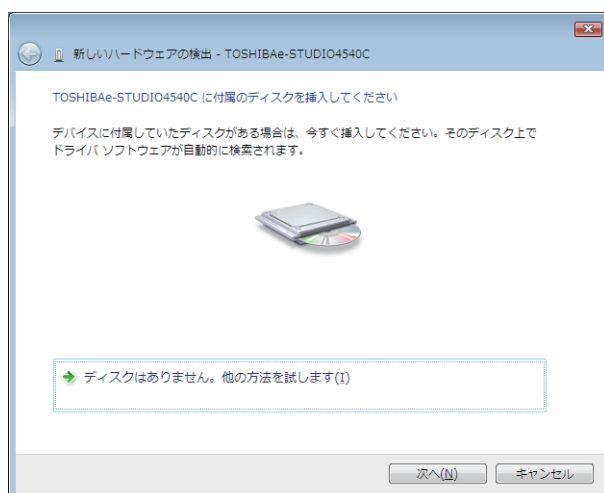 新しいハードウェアの検出 - TOSHIBAe-STUDIO4540C
TOSHIBAe-STUDIO4540C に付属のディスクを挿入してください
デバイスに付属していたディスクがある場合は、今すぐ挿入してください。そのディスク上で
ドライバ ソフトウェアが自動的に検索されます。
ディスクはありません。他の方法を試します(I)
次へ(N)
キャンセル